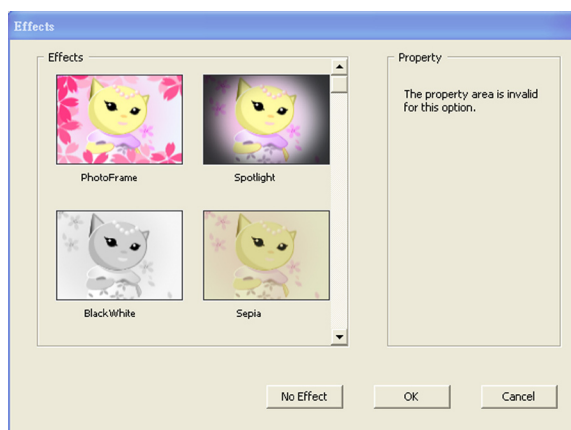 Effects
Effects
PhotoFrame
Spotlight
BlackWhite
Sepia
Property
The property area is invalid
for this option.
No Effect
OK
Cancel